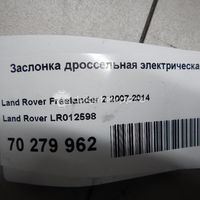 Заслонка дроссельная электрическа
Land Rover Freelander 2 2007-2014
Land Rover LR012598
70 279 962